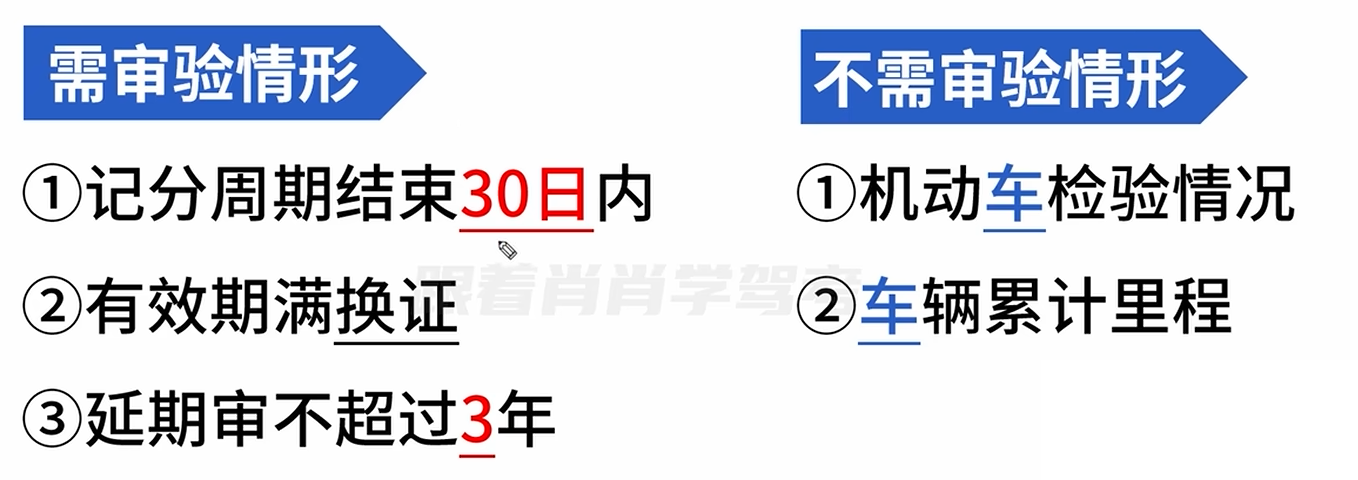 需审验情形
①记分周期结束30日内
②有效期满换证
③延期审不超过3年
不需审验情形
①机动车检验情况
②车辆累计里程
跟着肖肖学驾考